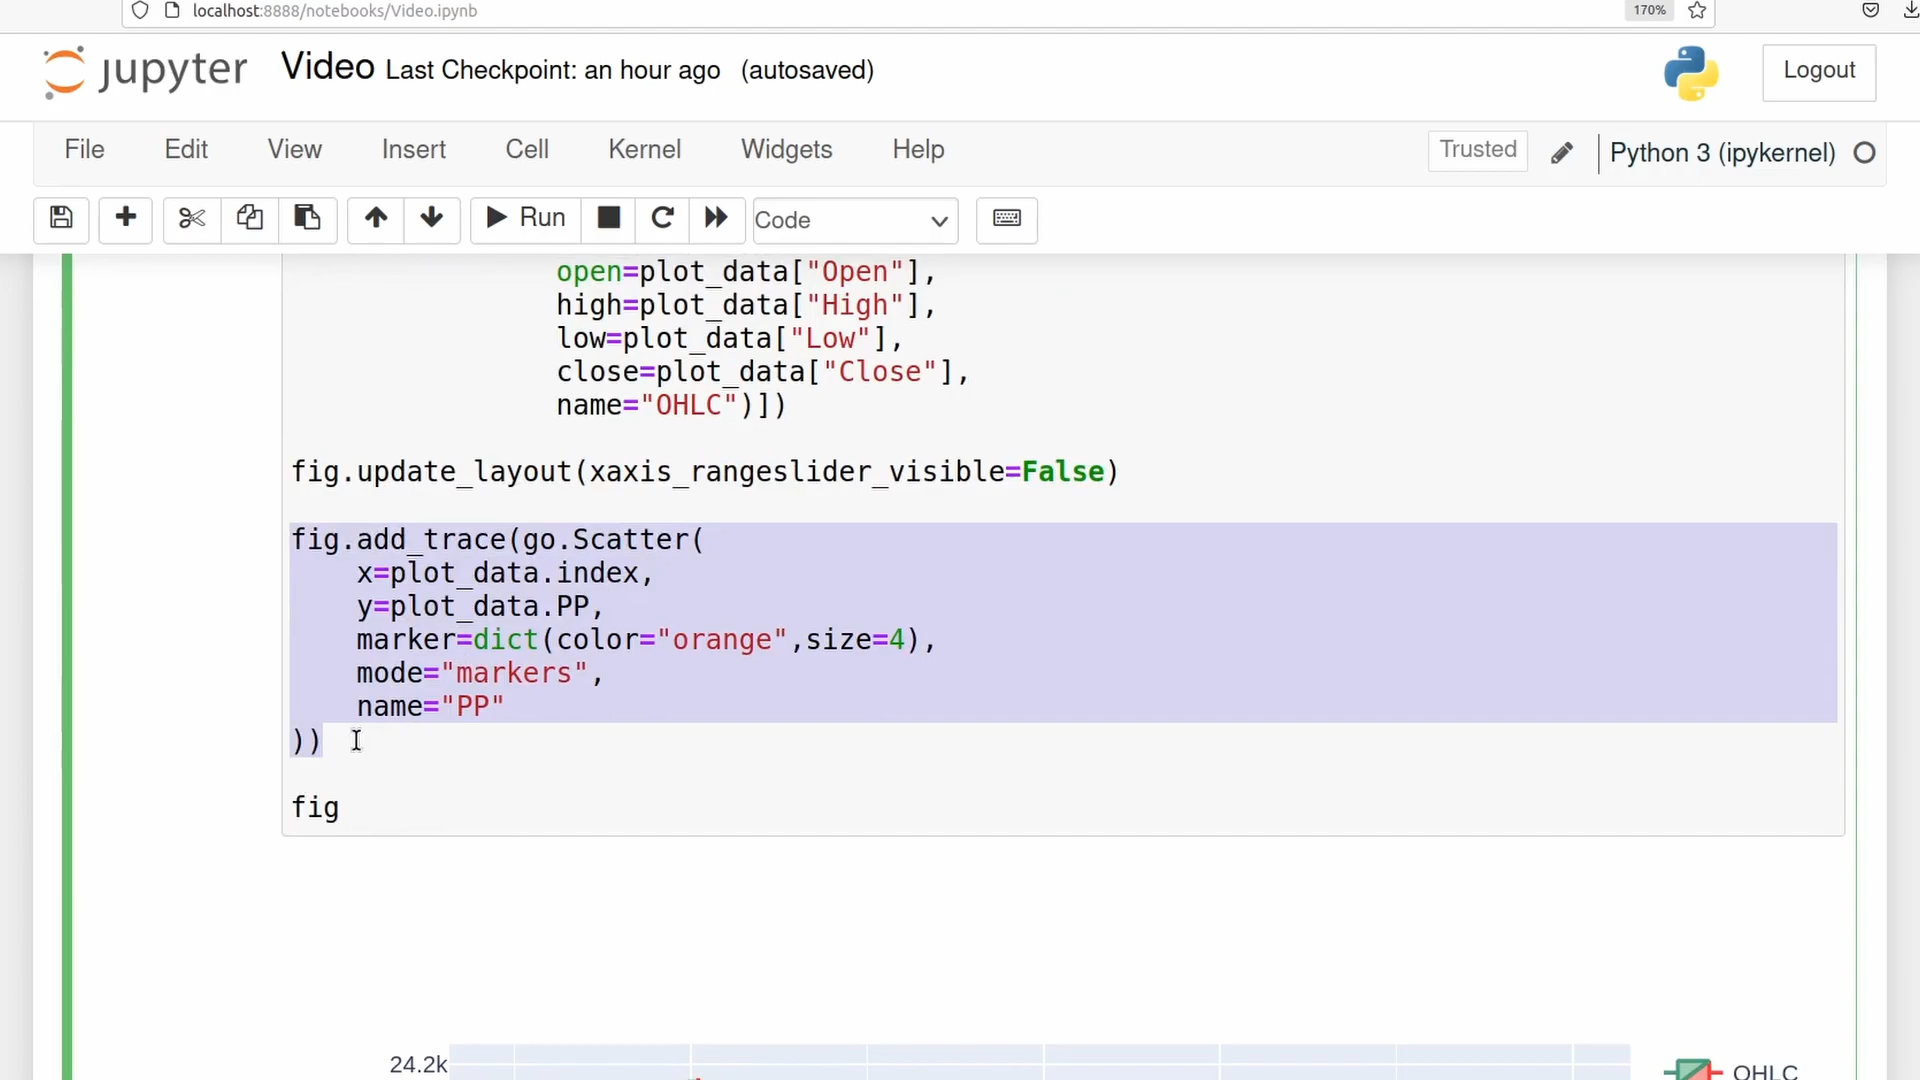 localhost:8888/notebooks/Video.ipynb
170%
jupyter Video Last Checkpoint: an hour ago (autosaved)
Logout
File Edit View Insert Cell Kernel Widgets Help
Trusted
Python 3 (ipykernel)
Run
Code
open=plot_data["Open"],
high=plot_data["High"],
low=plot_data["Low"],
close=plot_data["Close"],
name="OHLC")])
fig.update_layout(xaxis_rangeslider_visible=False)
fig.add_trace(go.Scatter(
x=plot_data.index,
y=plot_data.PP,
marker=dict(color="orange",size=4),
mode="markers",
name="PP"
))
fig
24.2k
OHLC